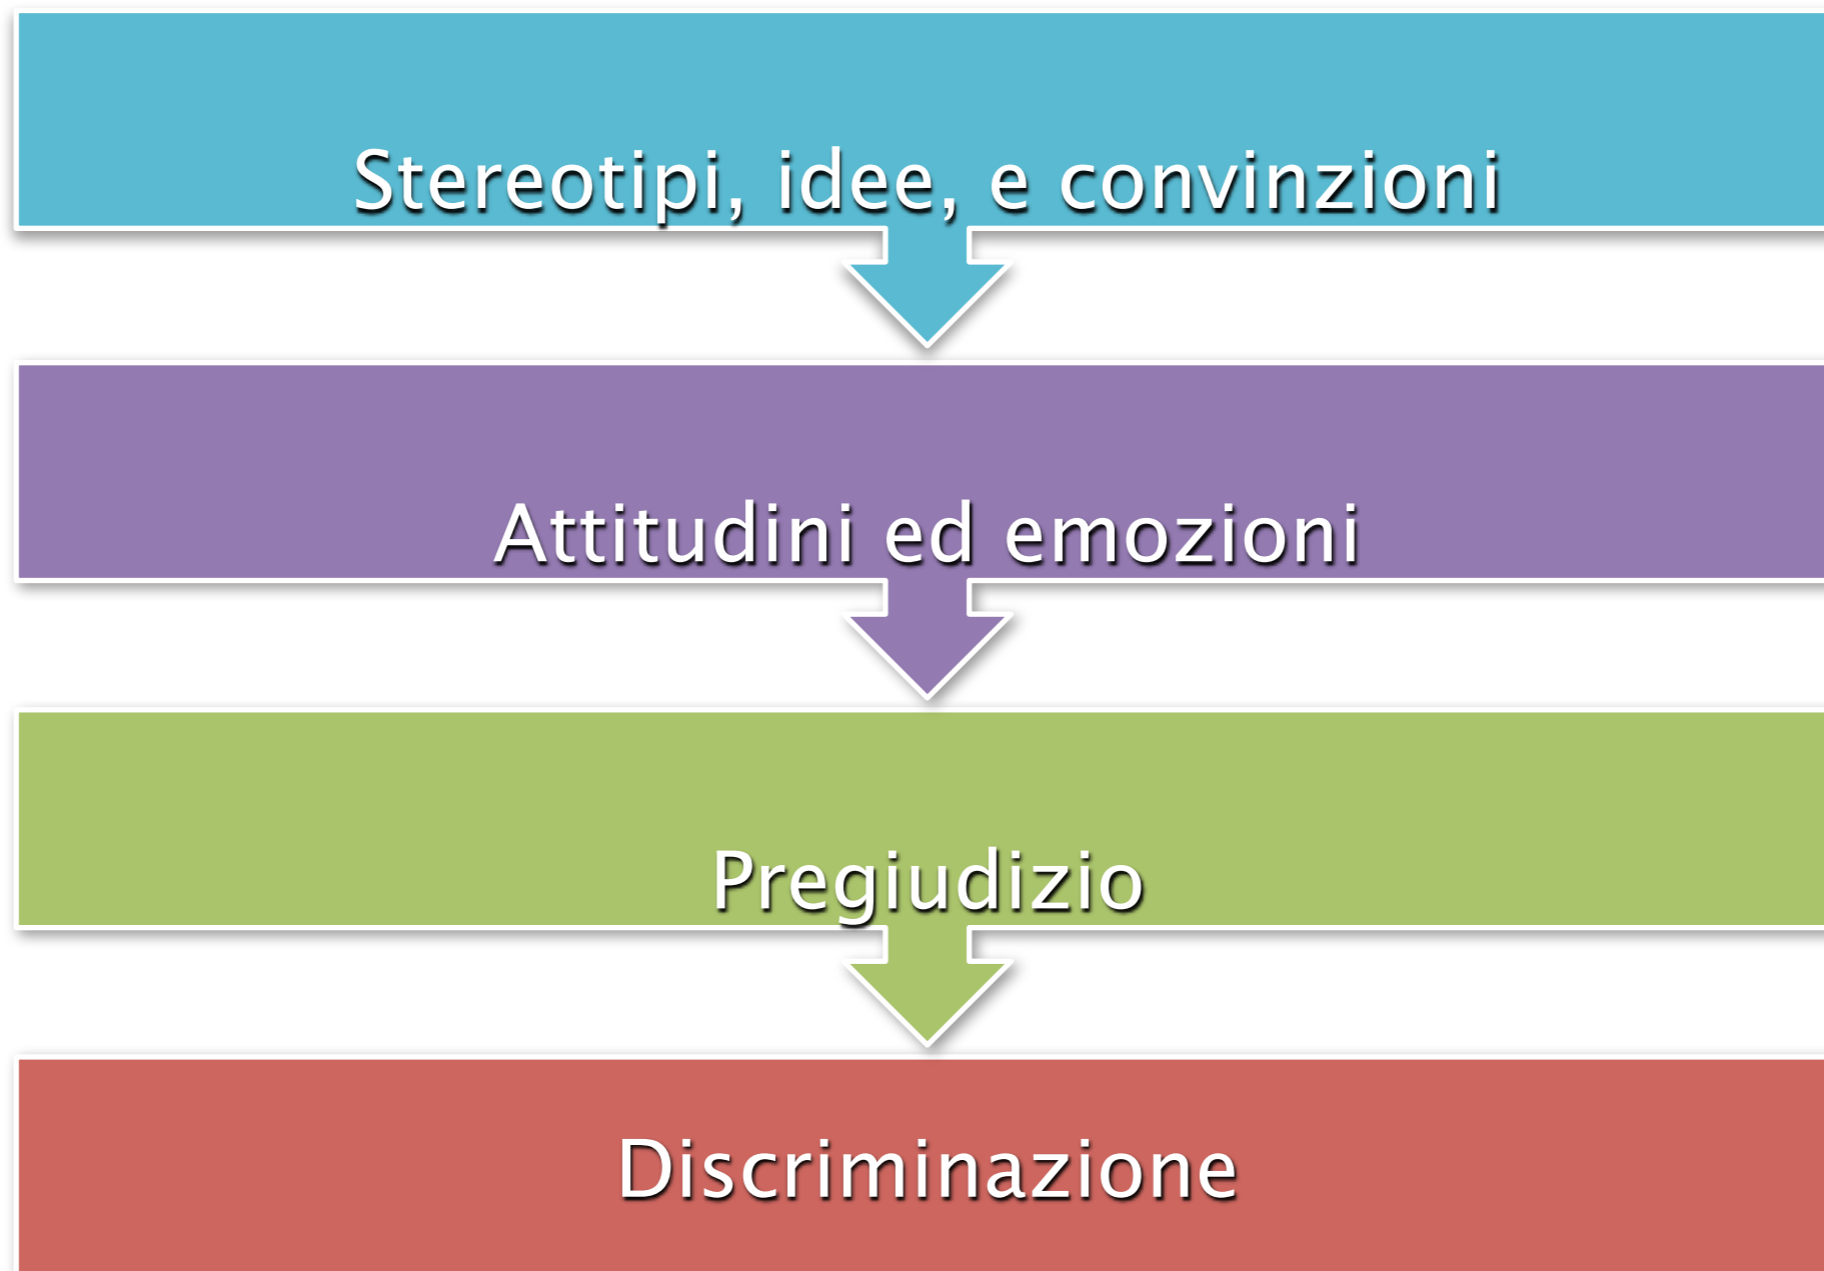 Stereotipi, idee, e convinzioni
Attitudini ed emozioni
Pregiudizio
Discriminazione